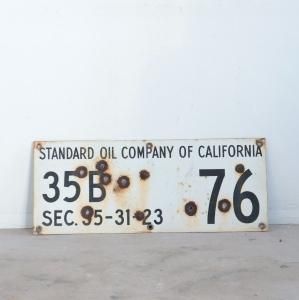 STANDARD OIL COMPANY OF CALIFORNIA
35B 76
SEC. 35-31-23